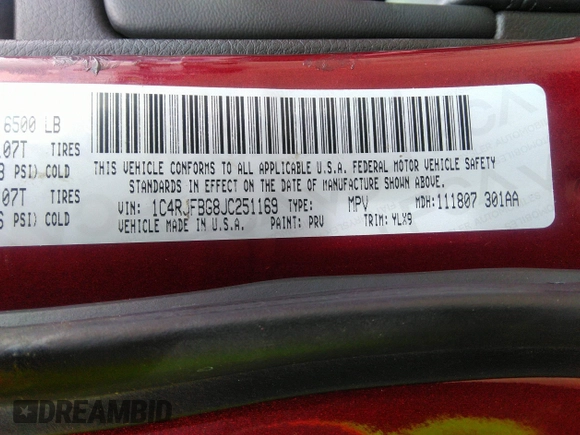 6500 LB
07T TIRES
PSI) COLD
07T TIRES
PSI) COLD
THIS VEHICLE CONFORMS TO ALL APPLICABLE U.S.A. FEDERAL MOTOR VEHICLE SAFETY
STANDARDS IN EFFECT ON THE DATE OF MANUFACTURE SHOWN ABOVE.
VIN: 1C4RJFBG8JC251169 TYPE: MPV MDH: 111807 301AA
VEHICLE MADE IN U.S.A. PAINT: PRV TRIM: YLX9
DREAMBID